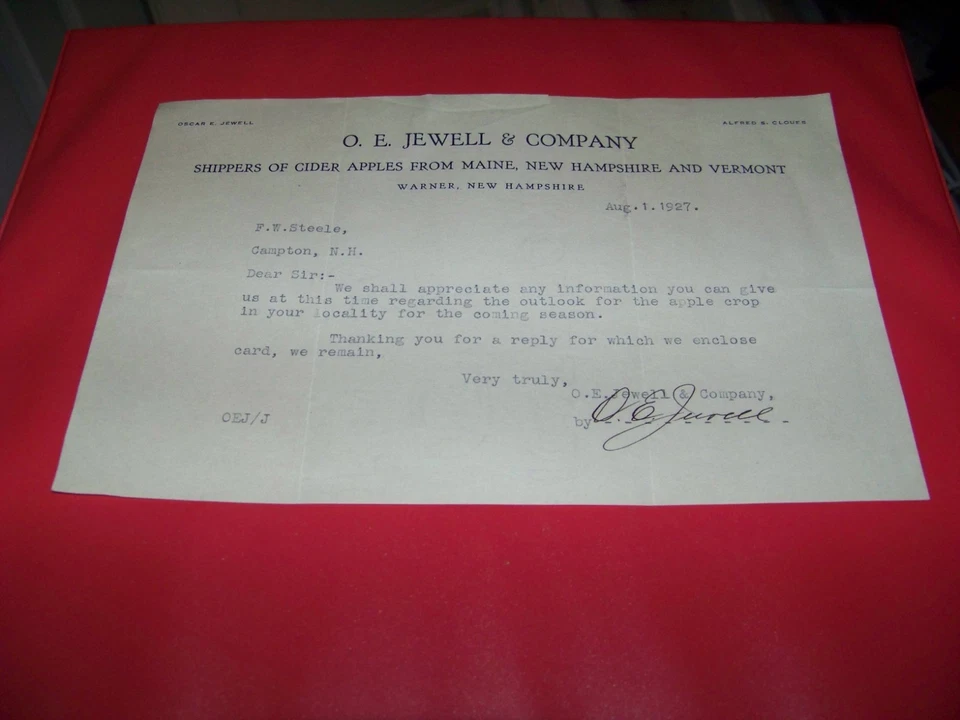 OSCAR E. JEWELL
ALFRED S. CLOUES
O. E. JEWELL & COMPANY
SHIPPERS OF CIDER APPLES FROM MAINE, NEW HAMPSHIRE AND VERMONT
WARNER, NEW HAMPSHIRE
Aug.1.1927.
F.W.Steele,
Campton, N.H.
Dear Sir:-
We shall appreciate any information you can give
us at this time regarding the outlook for the apple crop
in your locality for the coming season.
Thanking you for a reply for which we enclose
card, we remain,
Very truly,
O.E.Jewell & Company,
by O. E. Jewell
OEJ/J